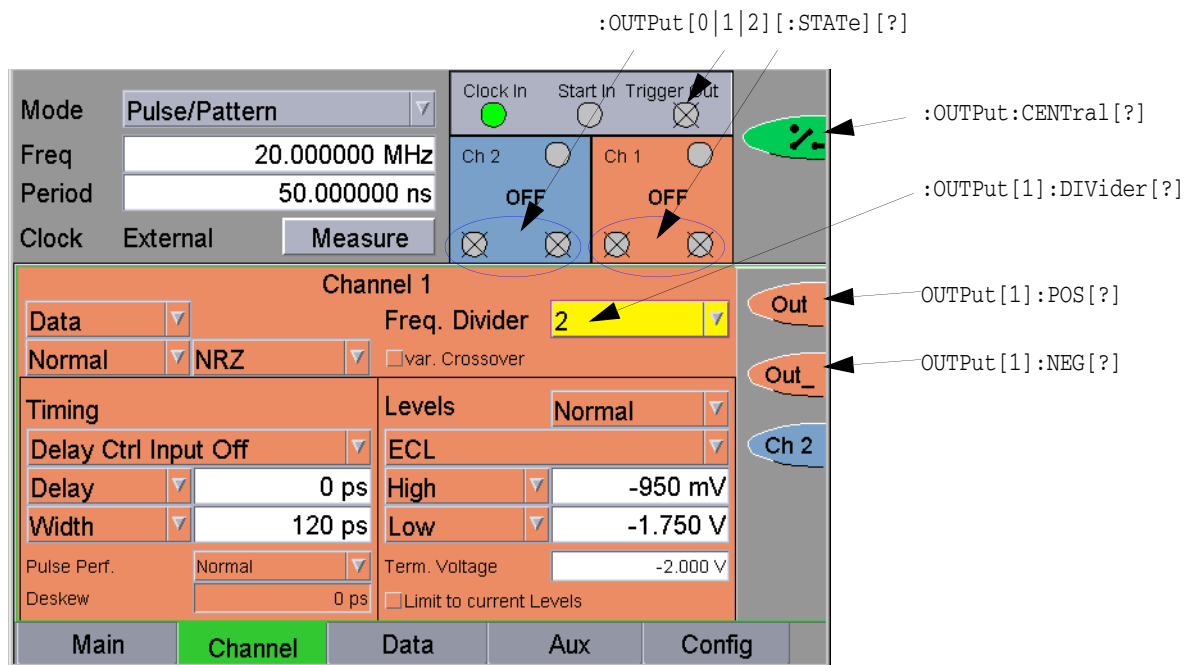 :OUTPut[0|1|2][:STATe][?]
Clock In Start In Trigger Out
Mode Pulse/Pattern
:OUTPut:CENTral[?]
Freq 20.000000 MHz
Ch 2 Ch 1
Period 50.000000 ns
OFF OFF
:OUTPut[1]:DIVider[?]
Clock External Measure
Channel 1
Data Freq. Divider 2
Out
OUTPut[1]:POS[?]
Normal NRZ var. Crossover
Out_
OUTPut[1]:NEG[?]
Timing Levels Normal
Delay Ctrl Input Off ECL
Ch 2
Delay 0 ps High -950 mV
Width 120 ps Low -1.750 V
Pulse Perf. Normal Term. Voltage -2.000 V
Deskew 0 ps Limit to current Levels
Main Channel Data Aux Config